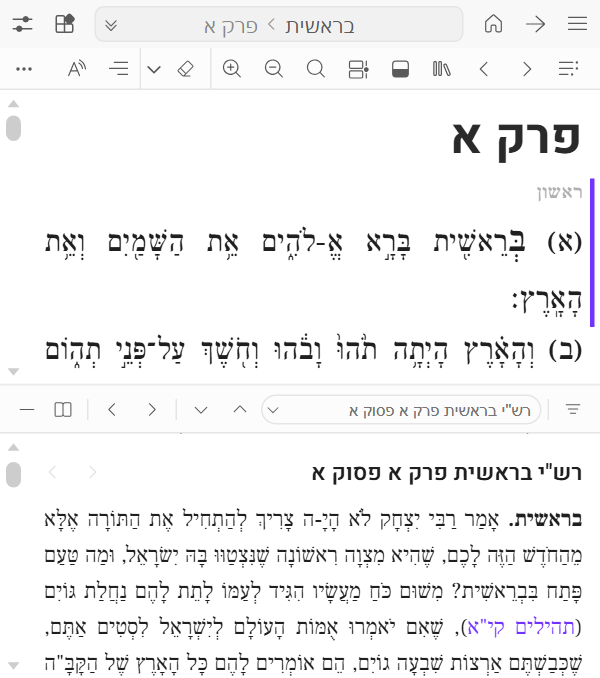 בראשית > פרק א
פרק א
ראשון
(א) בְּרֵאשִׁ֖ית בָּרָ֣א אֱ-לֹהִ֑ים אֵ֥ת הַשָּׁמַ֖יִם וְאֵ֥ת
הָאָֽרֶץ׃
(ב) וְהָאָ֗רֶץ הָיְתָ֥ה תֹ֙הוּ֙ וָבֹ֔הוּ וְחֹ֖שֶׁךְ עַל־פְּנֵ֣י תְה֑וֹם
רש"י בראשית פרק א פסוק א
רש"י בראשית פרק א פסוק א
בראשית. אָמַר רַבִּי יִצְחָק לֹא הָיָ-ה צָרִיךְ לְהַתְחִיל אֶת הַתּוֹרָה אֶלָּא
מֵהַחֹדֶשׁ הַזֶּה לָכֶם, שֶׁהִיא מִצְוָה רִאשׁוֹנָה שֶׁנִּצְטַוּוּ בָּהּ יִשְׂרָאֵל, וּמַה טַּעַם
פָּתַח בִּבְרֵאשִׁית? מִשּׁוּם כֹּחַ מַעֲשָׂיו הִגִּיד לְעַמּוֹ לָתֵת לָהֶם נַחֲלַת גּוֹיִם
(תהילים קי"א), שֶׁאִם יֹאמְרוּ אֻמּוֹת הָעוֹלָם לְיִשְׂרָאֵל לִסְטִים אַתֶּם,
שֶׁכְּבַשְׁתֶּם אַרְצוֹת שִׁבְעָה גוֹיִם, הֵם אוֹמְרִים לָהֶם כָּל הָאָרֶץ שֶׁל הַקָּבָּ"ה